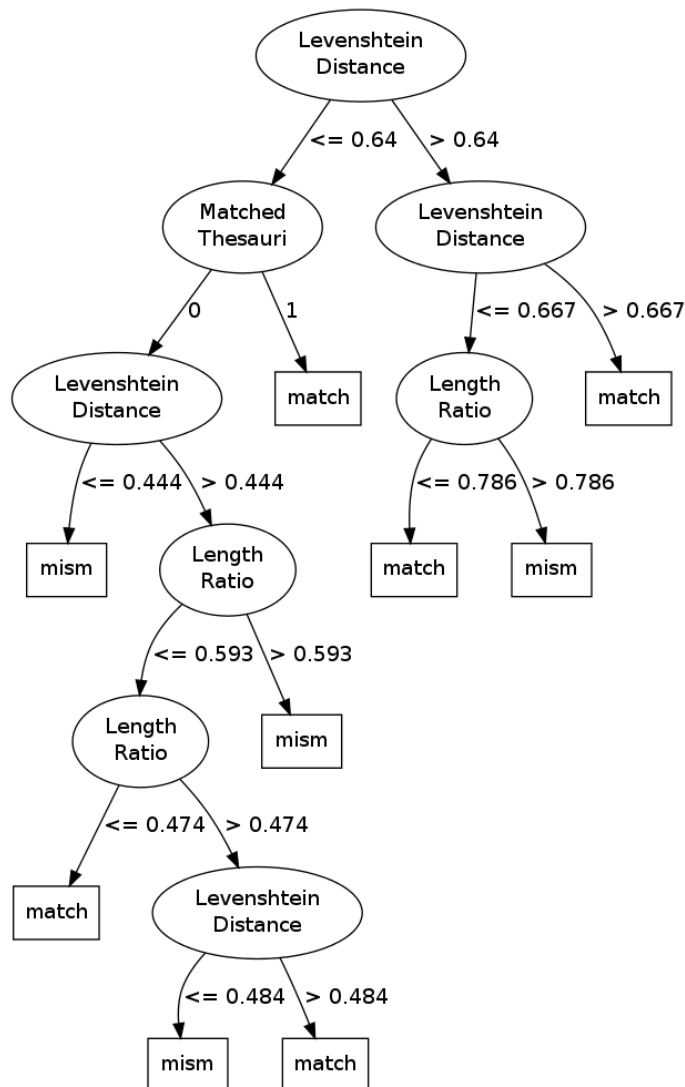 Levenshtein
Distance
<= 0.64
> 0.64
Matched
Thesauri
Levenshtein
Distance
0
1
<= 0.667
> 0.667
Levenshtein
Distance
match
Length
Ratio
match
<= 0.444
> 0.444
<= 0.786
> 0.786
mism
Length
Ratio
match
mism
<= 0.593
> 0.593
Length
Ratio
mism
<= 0.474
> 0.474
match
Levenshtein
Distance
<= 0.484
> 0.484
mism
match